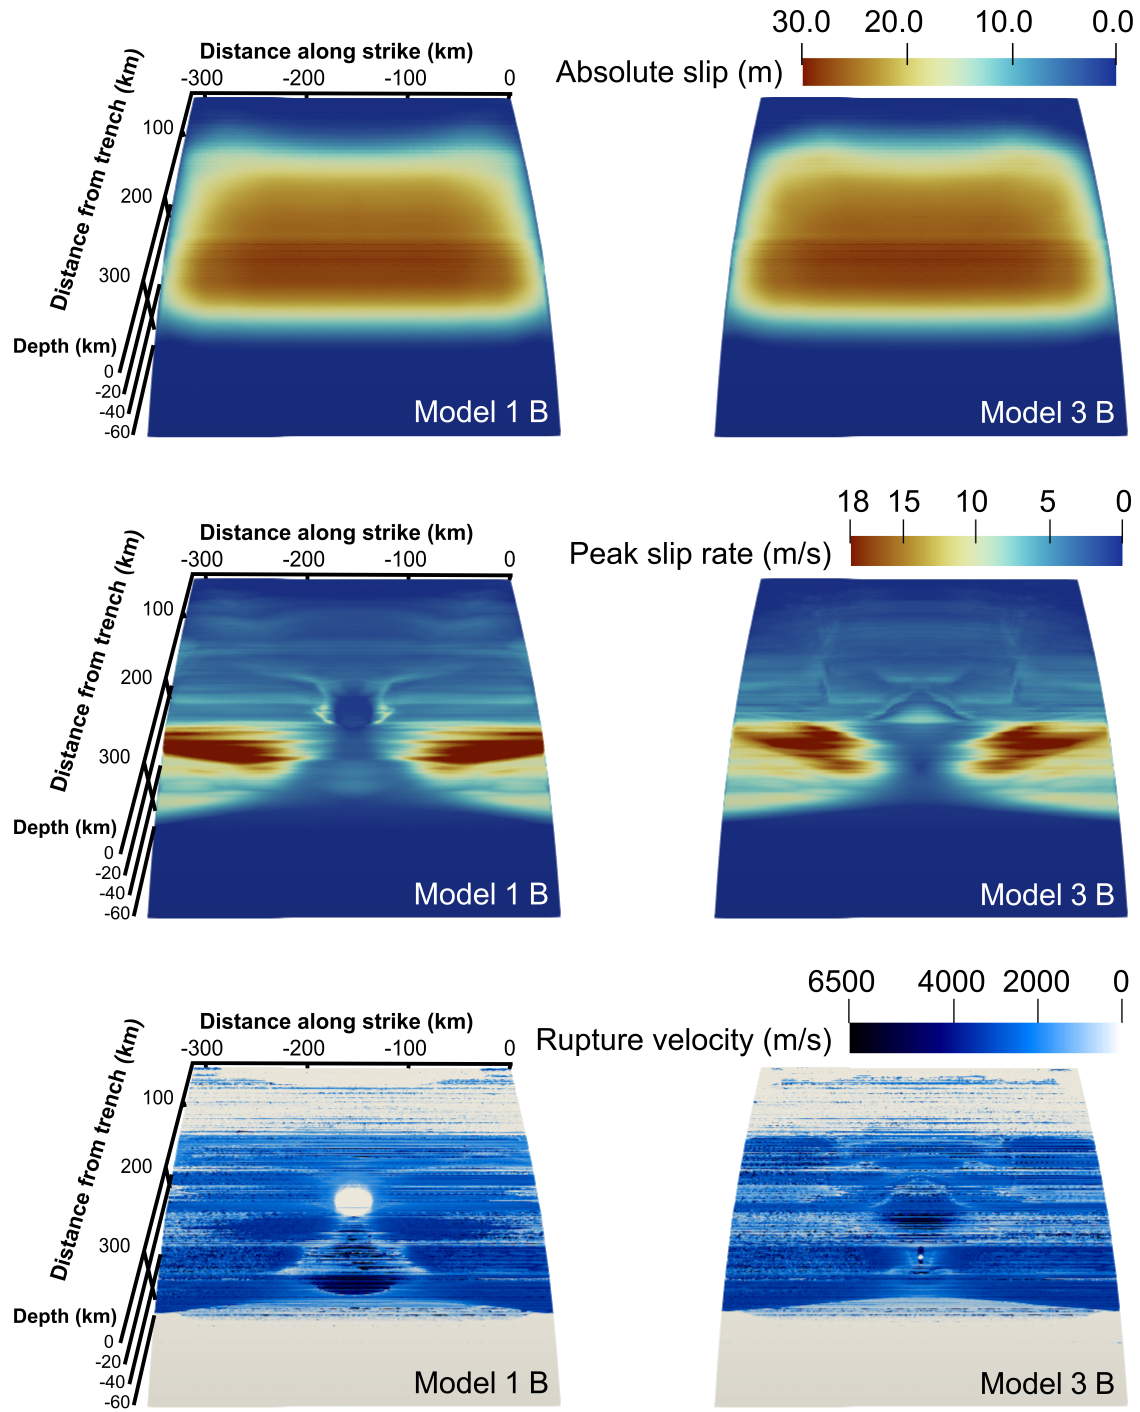 30.0 20.0 10.0 0.0
Absolute slip (m)
Distance along strike (km)
-300 -200 -100 0
Distance from trench (km)
100
200
300
Depth (km)
0
-20
-40
-60
Model 1 B
Model 3 B
18 15 10 5 0
Peak slip rate (m/s)
Distance along strike (km)
-300 -200 -100 0
Distance from trench (km)
100
200
300
Depth (km)
0
-20
-40
-60
Model 1 B
Model 3 B
6500 4000 2000 0
Rupture velocity (m/s)
Distance along strike (km)
-300 -200 -100 0
Distance from trench (km)
100
200
300
Depth (km)
0
-20
-40
-60
Model 1 B
Model 3 B